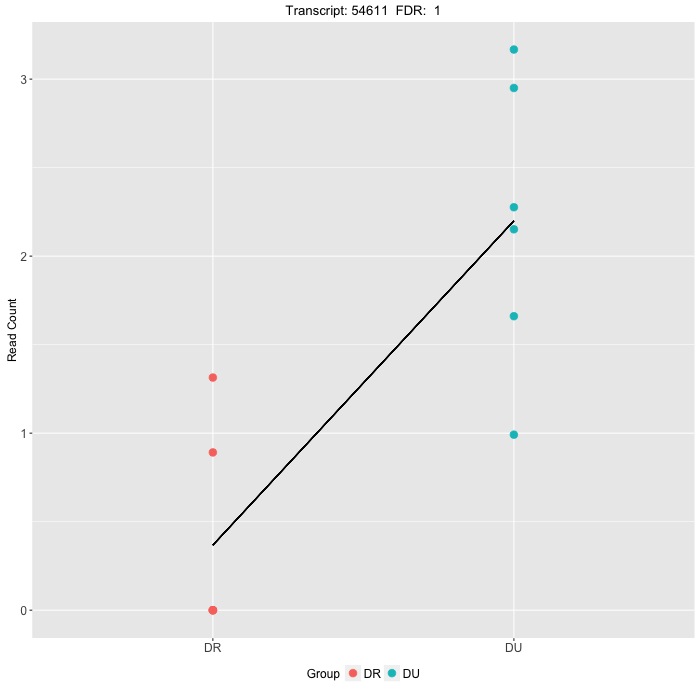 Transcript: 54611 FDR: 1
3
2
1
0
Read Count
DR DU
Group DR DU